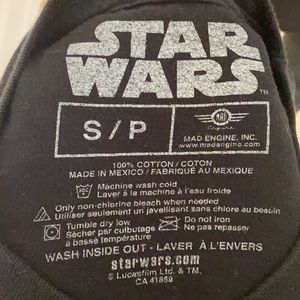 STAR
WARS
S / P
MAD ENGINE, INC.
www.madengine.com
100% COTTON / COTON
MADE IN MEXICO / FABRIQUÉ AU MEXIQUE
Machine wash cold
Laver à la machine à l'eau froide
Only non-chlorine bleach when needed
Utiliser seulement un javellisant sans chlore au besoin
Tumble dry low
Sécher par culbutage
à basse température
Do not iron
Ne pas repasser
WASH INSIDE OUT - LAVER À L'ENVERS
starwars.com
© Lucasfilm Ltd. & TM.
CA 41869